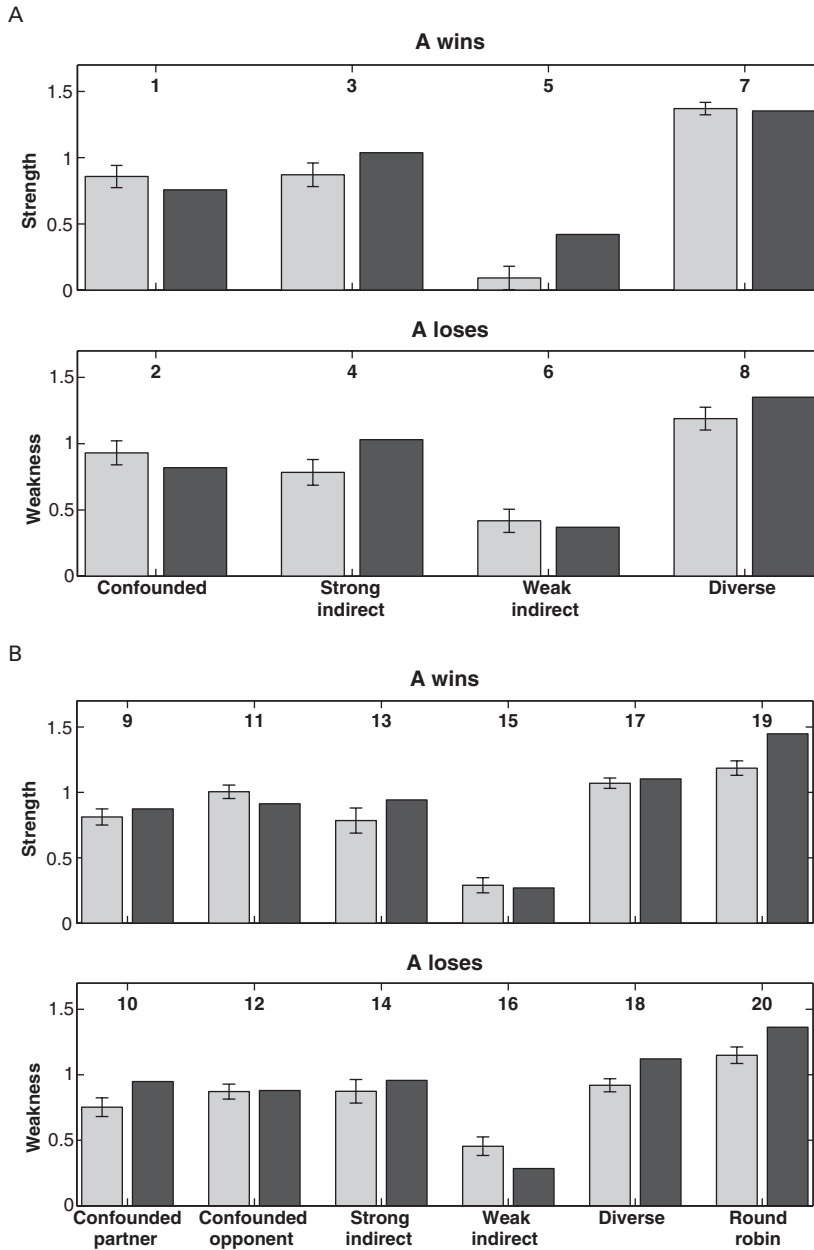 A
A wins
1 3 5 7
1.5
1
0.5
0
Strength
A loses
2 4 6 8
1.5
1
0.5
0
Weakness
Confounded Strong Weak Diverse
indirect indirect
B
A wins
9 11 13 15 17 19
1.5
1
0.5
0
Strength
A loses
10 12 14 16 18 20
1.5
1
0.5
0
Weakness
Confounded Confounded Strong Weak Diverse Round
partner opponent indirect indirect robin